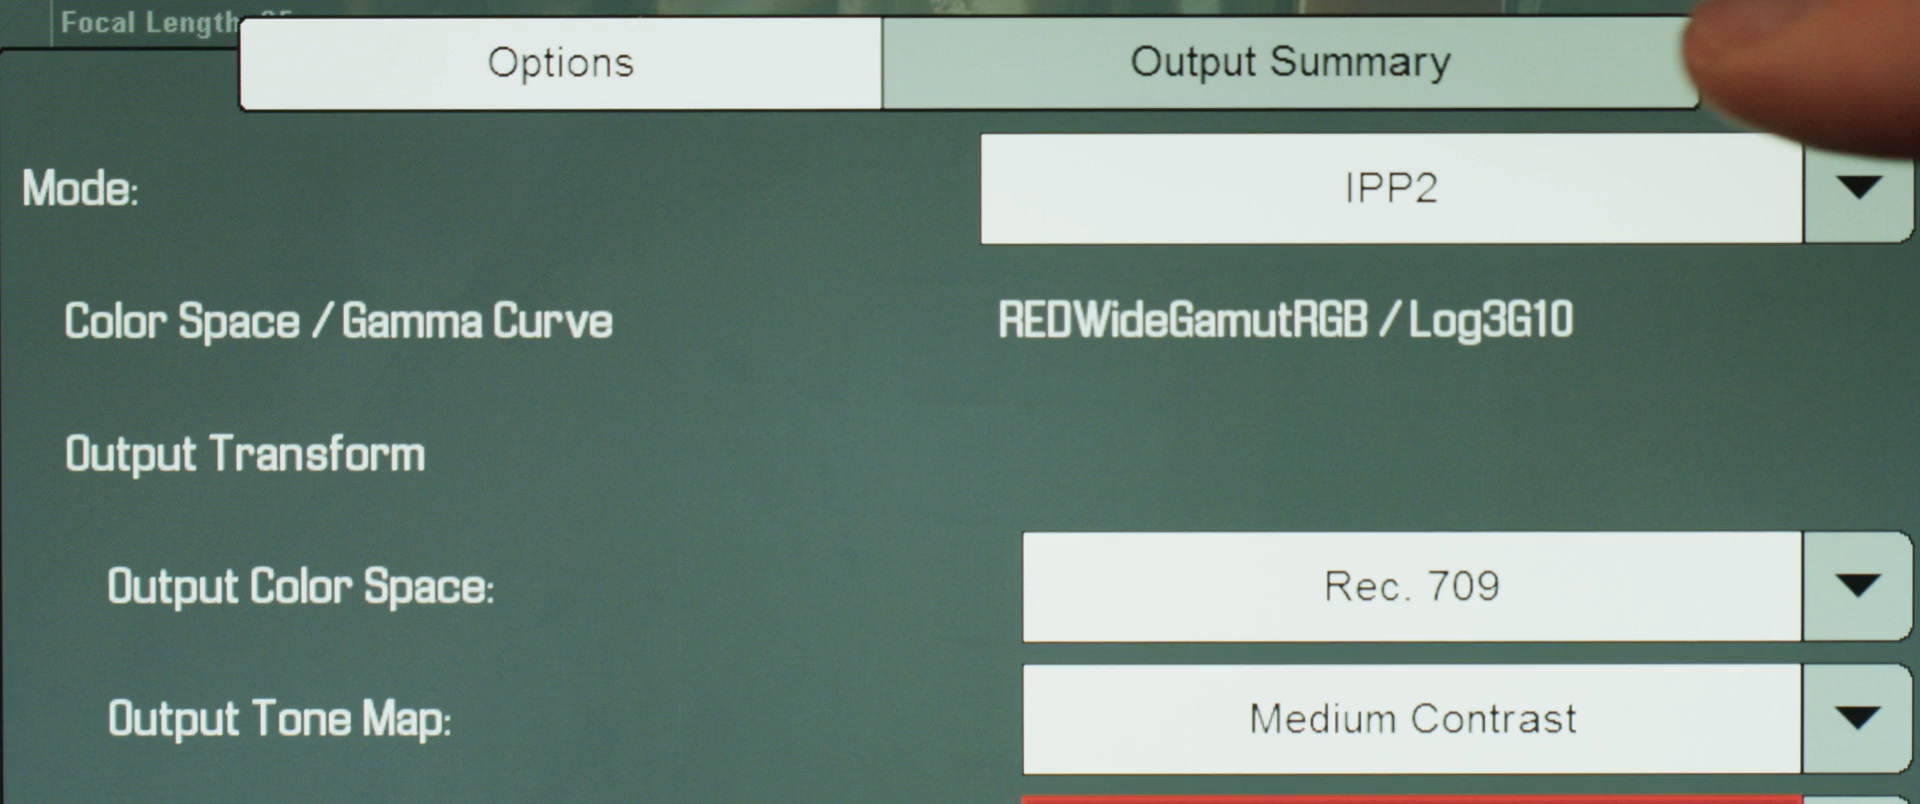 Focal Length:
Options
Output Summary
Mode:
IPP2
Color Space / Gamma Curve
REDWideGamutRGB / Log3G10
Output Transform
Output Color Space:
Rec. 709
Output Tone Map:
Medium Contrast